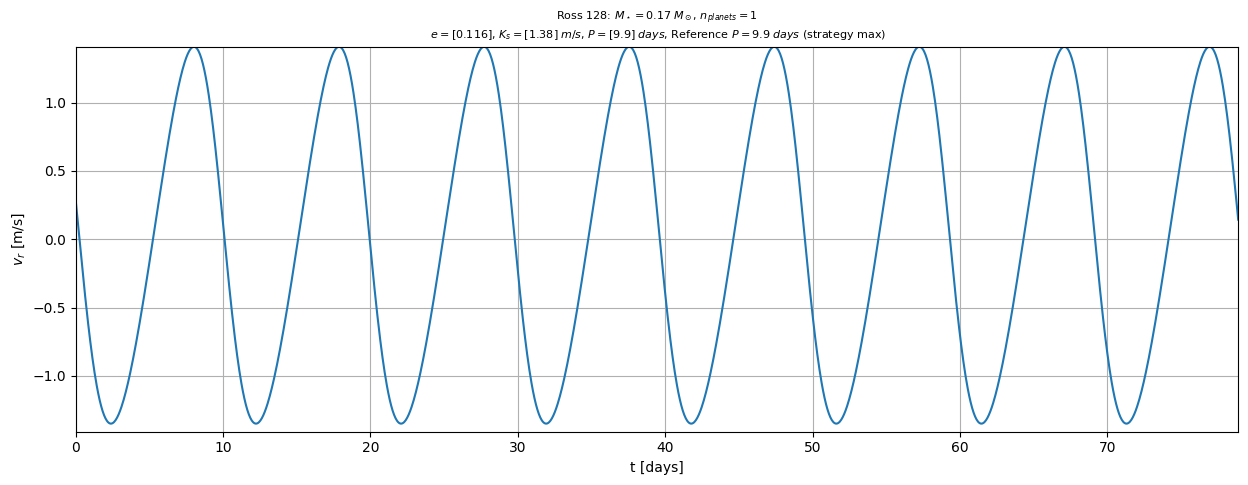 Ross 128: $M_\star = 0.17\ M_\odot$, $n_{planets} = 1$
$e = [0.116]$, $K_s = [1.38]\ m/s$, $P = [9.9]\ days$, Reference $P = 9.9\ days$ (strategy max)
1.0
0.5
0.0
−0.5
−1.0
$v_r$ [m/s]
0 10 20 30 40 50 60 70
t [days]